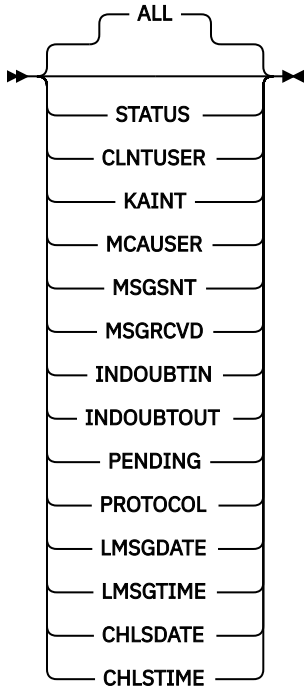 ALL
STATUS
CLNTUSER
KAINT
MCAUSER
MSGSNT
MSGRCVD
INDOUBTIN
INDOUBTOUT
PENDING
PROTOCOL
LMSGDATE
LMSGTIME
CHLSDATE
CHLSTIME